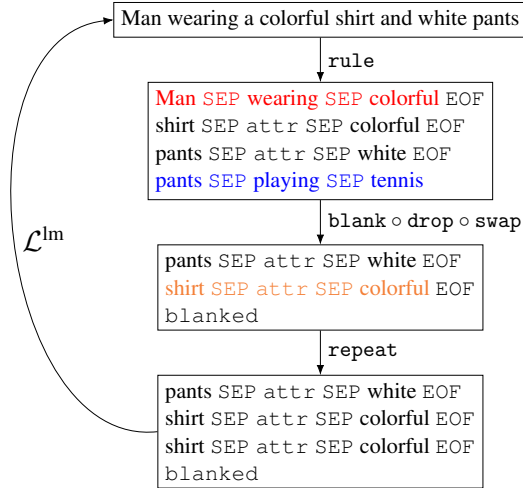 Man wearing a colorful shirt and white pants
rule
Man SEP wearing SEP colorful EOF
shirt SEP attr SEP colorful EOF
pants SEP attr SEP white EOF
pants SEP playing SEP tennis
blank ∘ drop ∘ swap
pants SEP attr SEP white EOF
shirt SEP attr SEP colorful EOF
blanked
repeat
pants SEP attr SEP white EOF
shirt SEP attr SEP colorful EOF
shirt SEP attr SEP colorful EOF
blanked
ℒ^lm